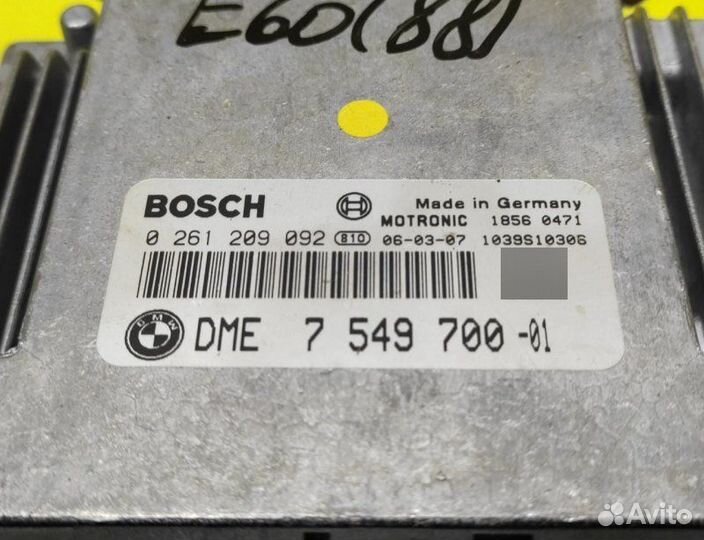 E60(88)
BOSCH Made in Germany
MOTRONIC 1856 0471
0 261 209 092 810 06-03-07 1039S10306
BMW DME 7 549 700-01
Avito